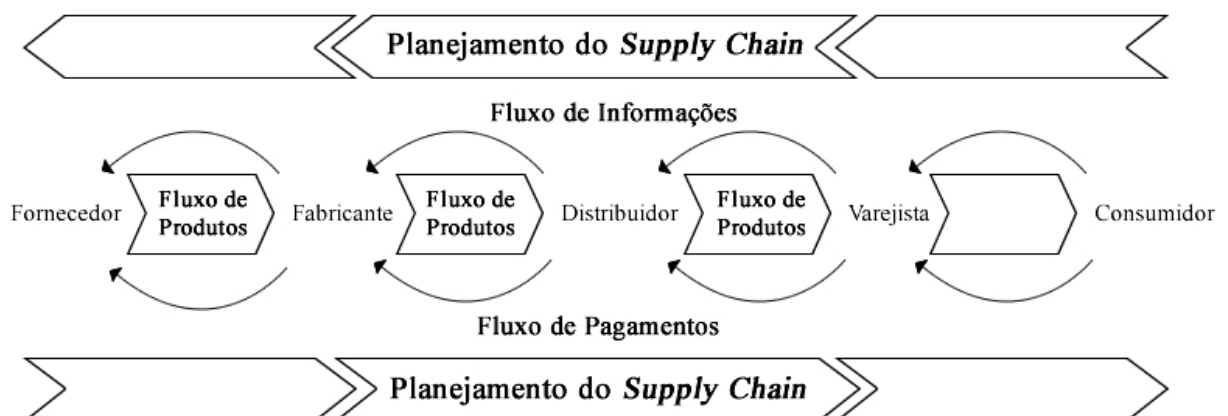 Planejamento do Supply Chain
Fluxo de Informações
Fornecedor
Fluxo de
Produtos
Fabricante
Fluxo de
Produtos
Distribuidor
Fluxo de
Produtos
Varejista
Consumidor
Fluxo de Pagamentos
Planejamento do Supply Chain